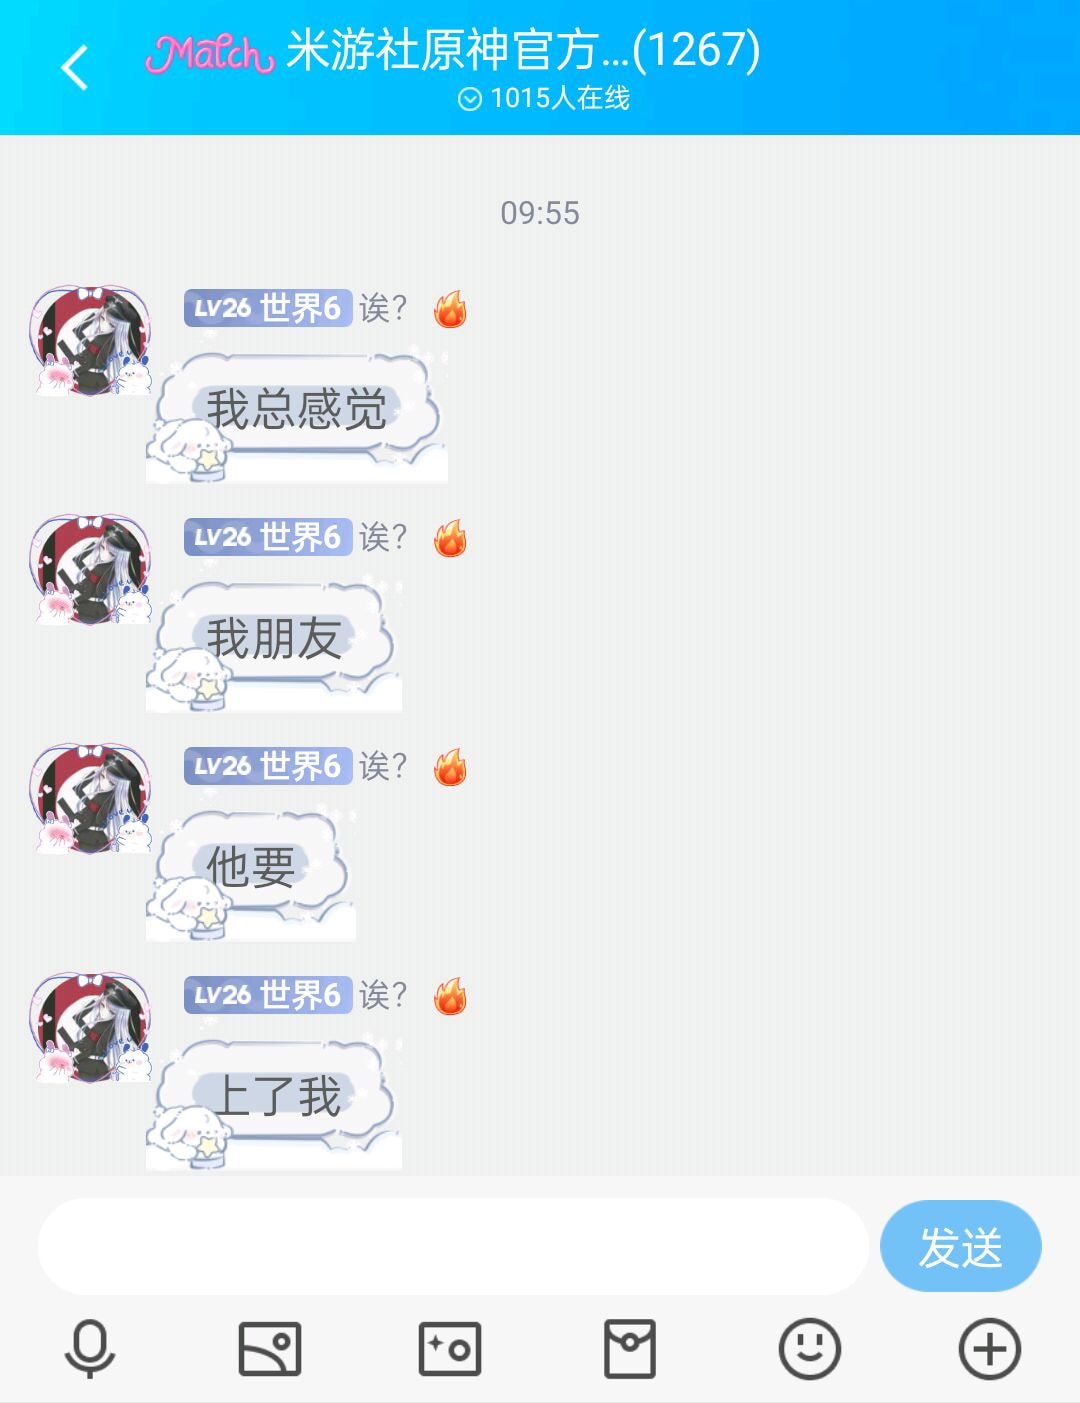 Match 米游社原神官方...(1267)
1015人在线
09:55
LV26 世界6 诶？
我总感觉
LV26 世界6 诶？
我朋友
LV26 世界6 诶？
他要
LV26 世界6 诶？
上了我
发送